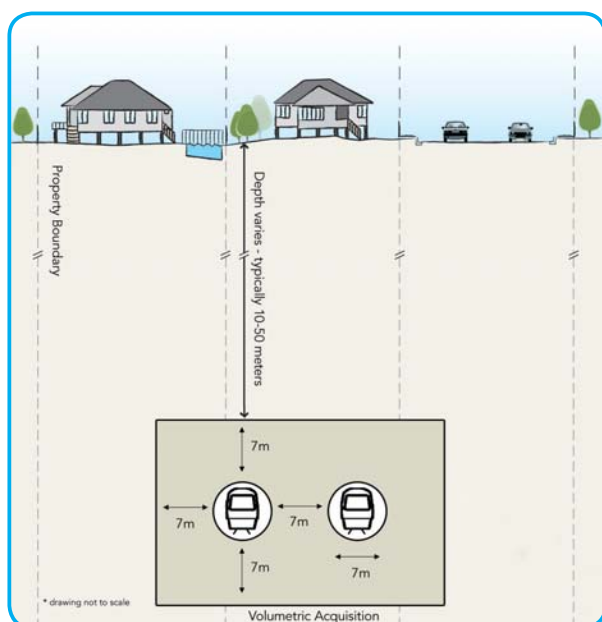 Property Boundary
Depth varies - typically 10-50 meters
7m
7m
7m
7m
7m
* drawing not to scale
Volumetric Acquisition